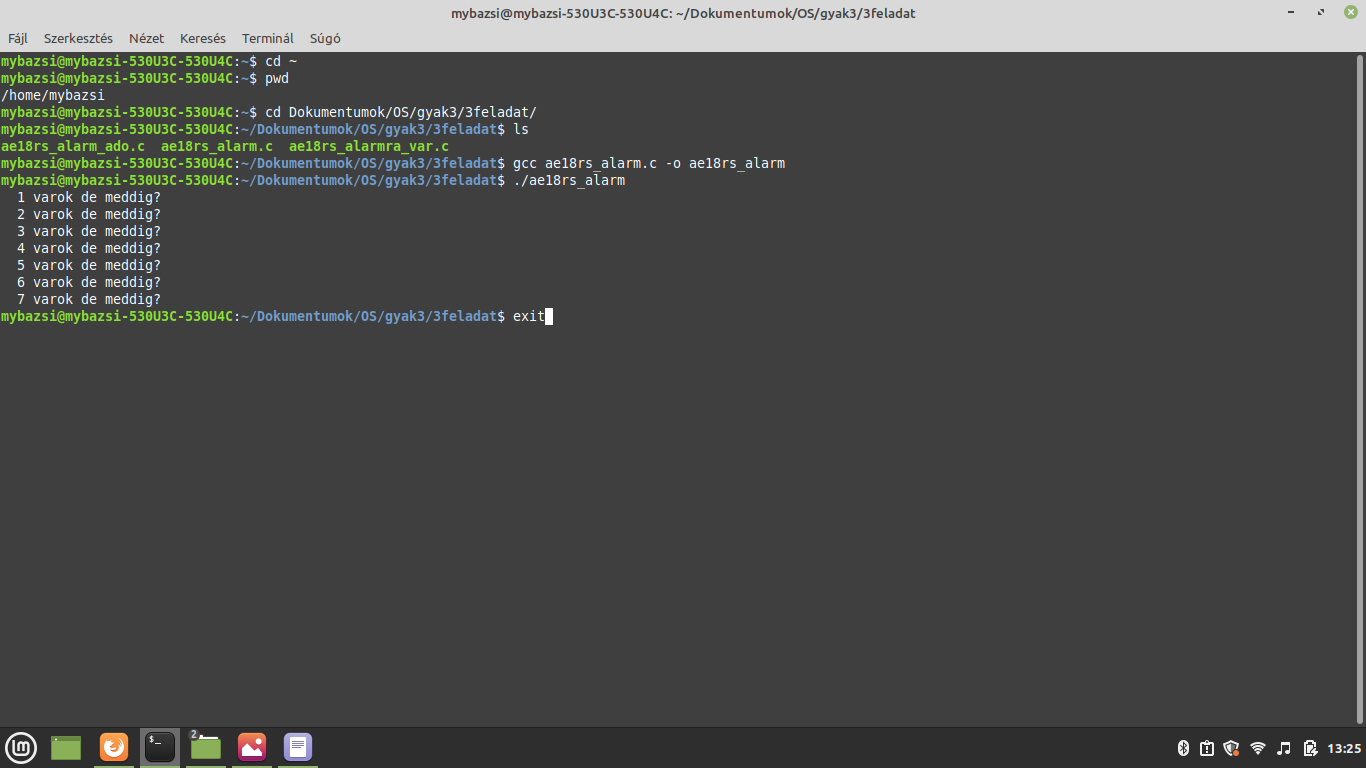 mybazsi@mybazsi-530U3C-530U4C: ~/Dokumentumok/OS/gyak3/3feladat
Fájl Szerkesztés Nézet Keresés Terminál Súgó
mybazsi@mybazsi-530U3C-530U4C:~$ cd ~
mybazsi@mybazsi-530U3C-530U4C:~$ pwd
/home/mybazsi
mybazsi@mybazsi-530U3C-530U4C:~$ cd Dokumentumok/OS/gyak3/3feladat/
mybazsi@mybazsi-530U3C-530U4C:~/Dokumentumok/OS/gyak3/3feladat$ ls
ae18rs_alarm_ado.c  ae18rs_alarm.c  ae18rs_alarmra_var.c
mybazsi@mybazsi-530U3C-530U4C:~/Dokumentumok/OS/gyak3/3feladat$ gcc ae18rs_alarm.c -o ae18rs_alarm
mybazsi@mybazsi-530U3C-530U4C:~/Dokumentumok/OS/gyak3/3feladat$ ./ae18rs_alarm
  1 varok de meddig?
  2 varok de meddig?
  3 varok de meddig?
  4 varok de meddig?
  5 varok de meddig?
  6 varok de meddig?
  7 varok de meddig?
mybazsi@mybazsi-530U3C-530U4C:~/Dokumentumok/OS/gyak3/3feladat$ exit
$_
2
13:25